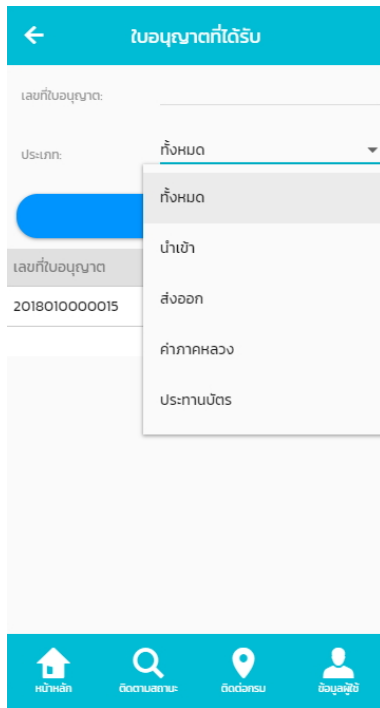 ใบอนุญาตที่ได้รับ
เลขที่ใบอนุญาต:
ประเภท: ทั้งหมด
ทั้งหมด
นำเข้า
เลขที่ใบอนุญาต
2018010000015
ส่งออก
ค่าภาคหลวง
ประทานบัตร
หน้าหลัก ติดตามสถานะ ติดต่อกรม ข้อมูลผู้ใช้